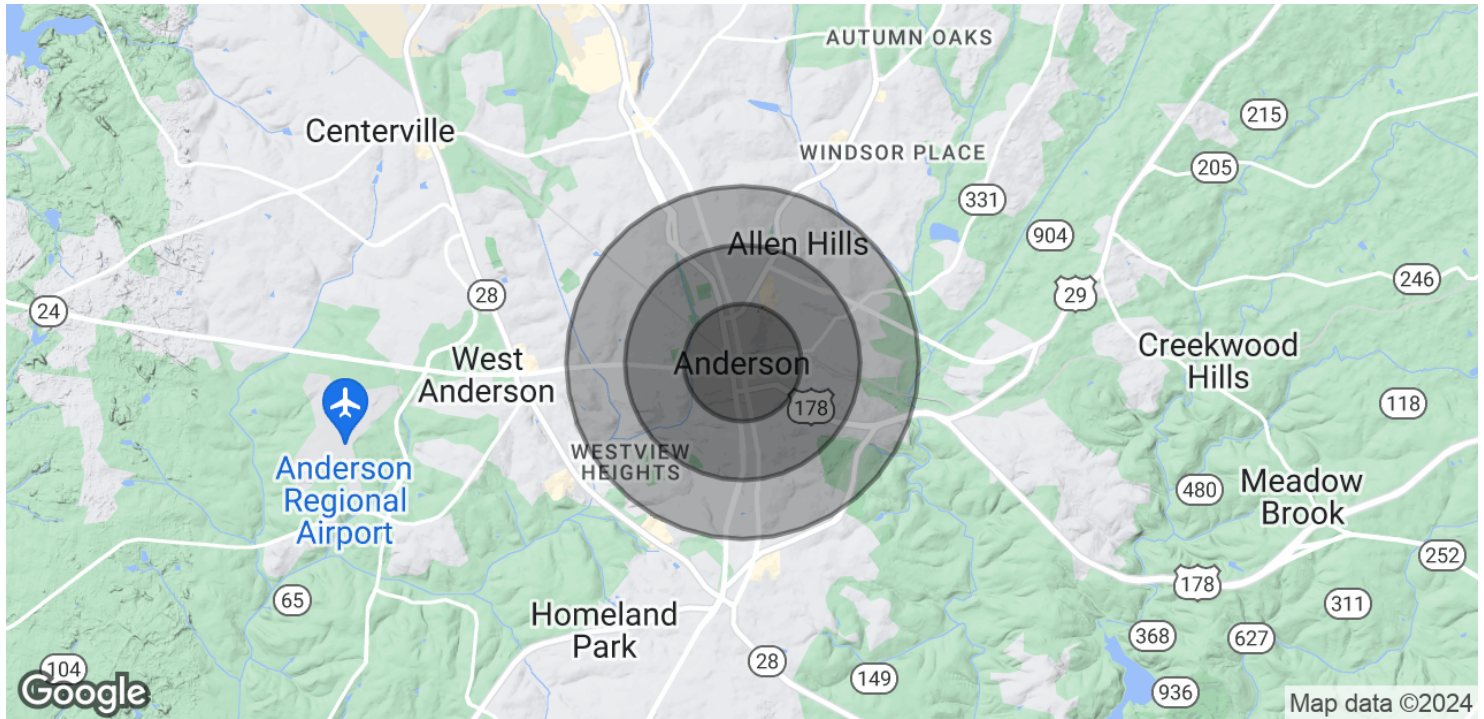 AUTUMN OAKS
215
Centerville
WINDSOR PLACE
205
331
904
Allen Hills
246
28
29
24
West
Anderson
Anderson
Creekwood
Hills
178
118
WESTVIEW
HEIGHTS
Anderson
Regional
Airport
480
Meadow
Brook
252
178
65
311
Homeland
Park
368
627
28
104
149
936
Google
Map data ©2024